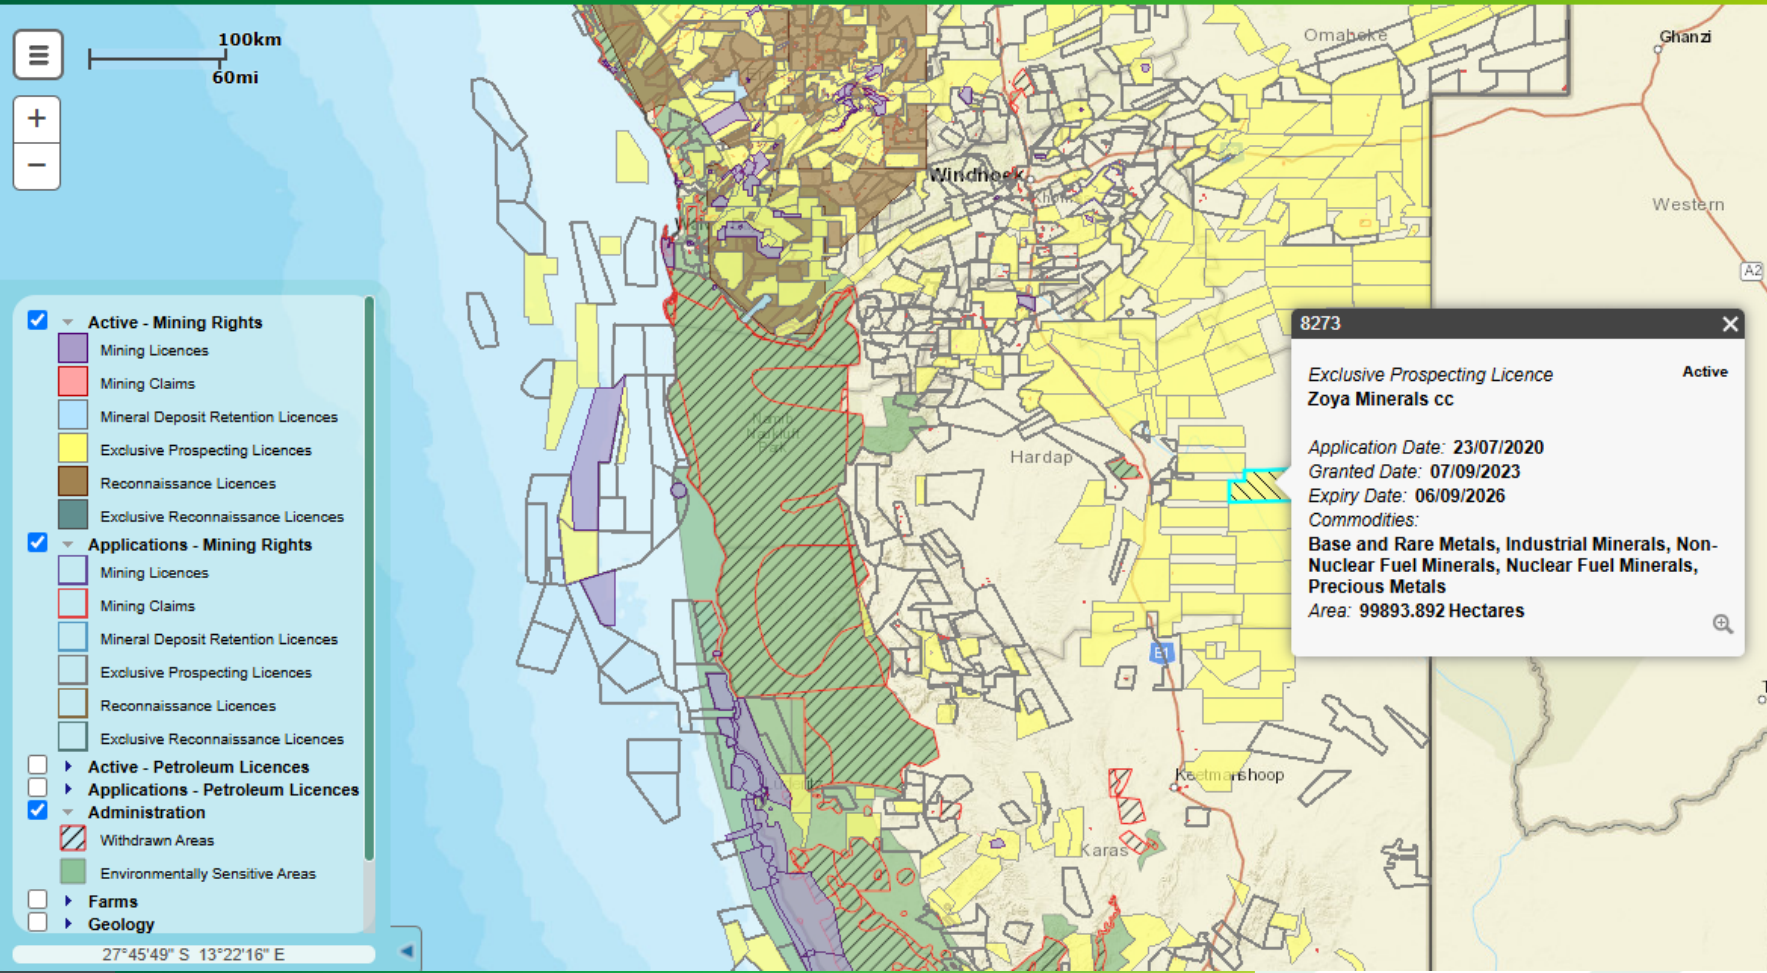 100km
60mi
+
−
Active - Mining Rights
Mining Licences
Mining Claims
Mineral Deposit Retention Licences
Exclusive Prospecting Licences
Reconnaissance Licences
Exclusive Reconnaissance Licences
Applications - Mining Rights
Mining Licences
Mining Claims
Mineral Deposit Retention Licences
Exclusive Prospecting Licences
Reconnaissance Licences
Exclusive Reconnaissance Licences
Active - Petroleum Licences
Applications - Petroleum Licences
Administration
Withdrawn Areas
Environmentally Sensitive Areas
Farms
Geology
27°45'49" S 13°22'16" E
Omaheke
Ghanzi
Windhoek
Khomas
Western
A2
Namib
Naukluft
Park
Hardap
E1
Keetmanshoop
Karas
8273
Exclusive Prospecting Licence
Active
Zoya Minerals cc
Application Date: 23/07/2020
Granted Date: 07/09/2023
Expiry Date: 06/09/2026
Commodities:
Base and Rare Metals, Industrial Minerals, Non-
Nuclear Fuel Minerals, Nuclear Fuel Minerals,
Precious Metals
Area: 99893.892 Hectares